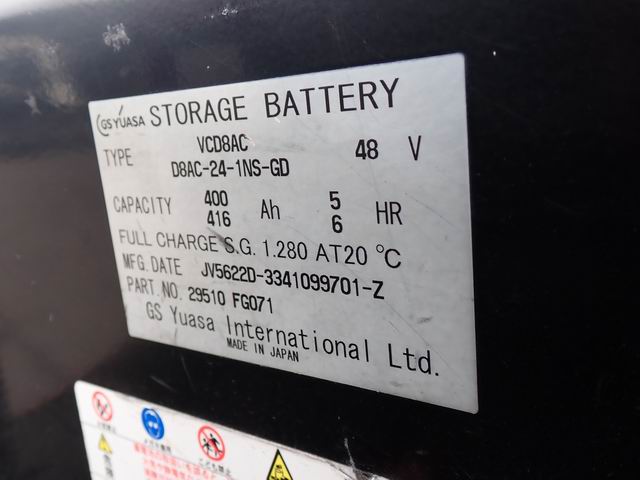 GS YUASA STORAGE BATTERY
TYPE VCD8AC 48 V
D8AC-24-1NS-GD
CAPACITY 400 Ah 5 HR
416 6
FULL CHARGE S.G. 1.280 AT20 ℃
MFG.DATE JV5622D-3341099701-Z
PART NO. 29510 FG071
GS Yuasa International Ltd.
MADE IN JAPAN